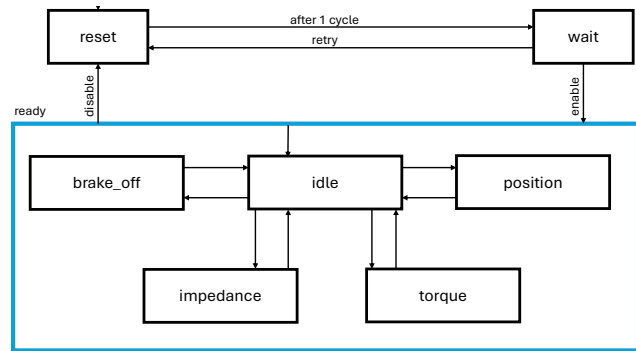 reset
after 1 cycle
wait
retry
disable
enable
ready
brake_off
idle
position
impedance
torque